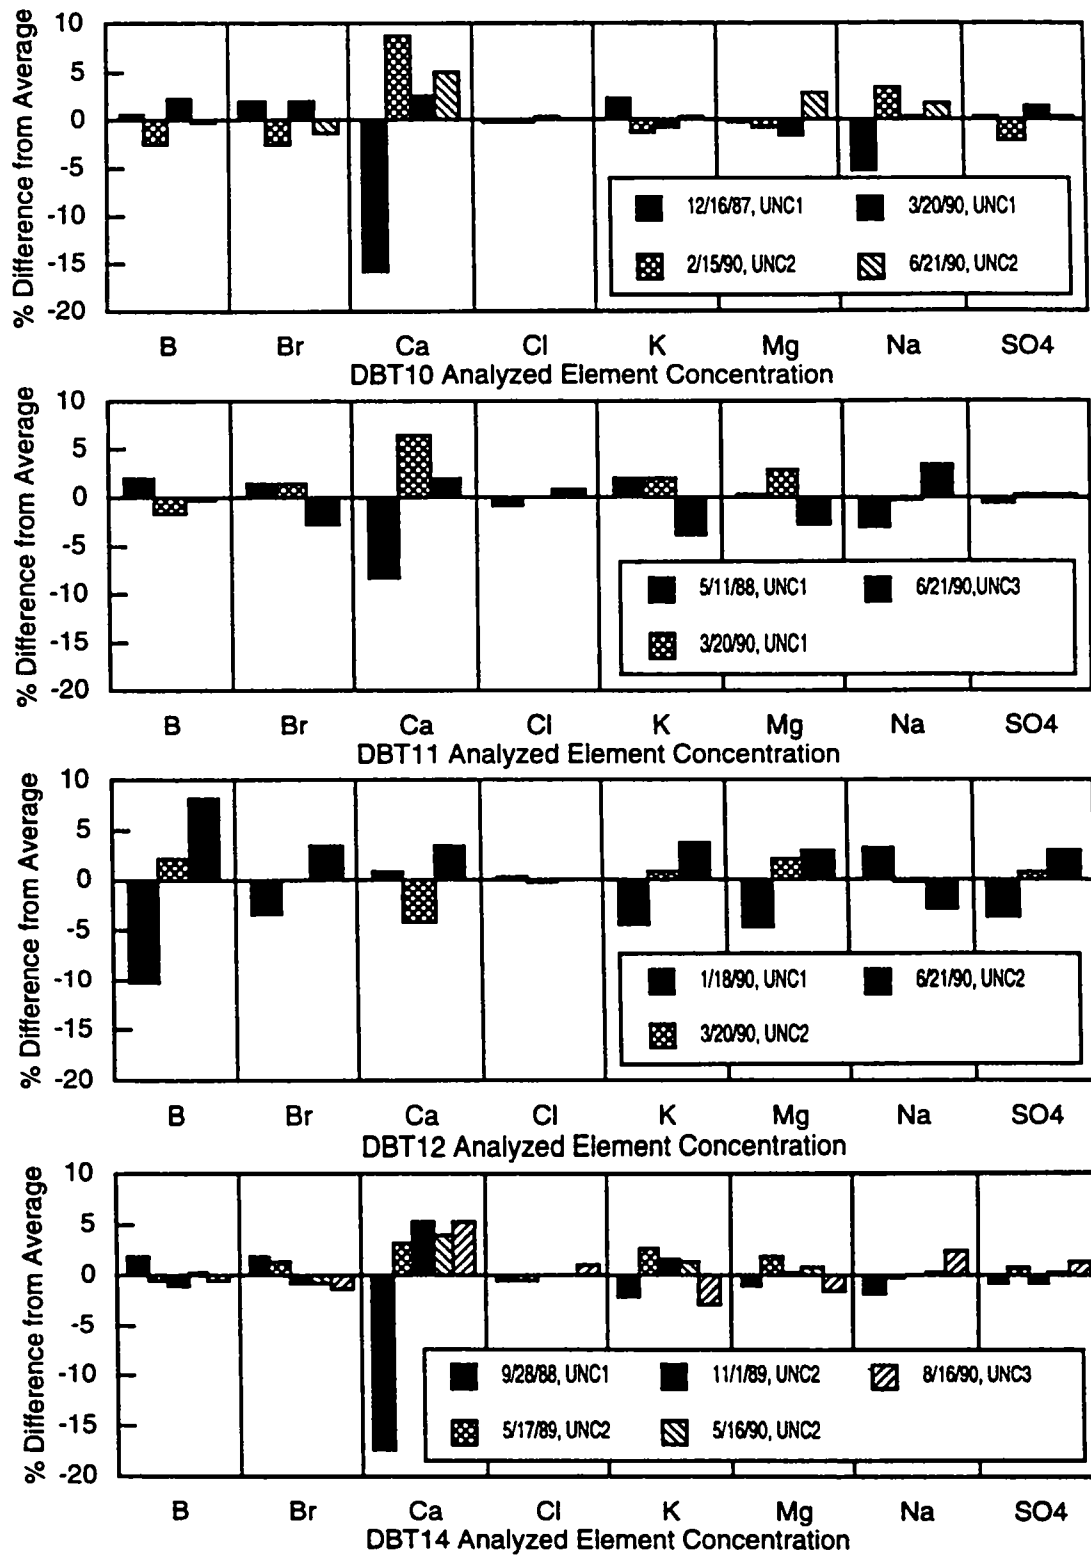 % Difference from Average
10
5
0
-5
-10
-15
-20
12/16/87, UNC1
3/20/90, UNC1
2/15/90, UNC2
6/21/90, UNC2
B Br Ca Cl K Mg Na SO4
DBT10 Analyzed Element Concentration
% Difference from Average
10
5
0
-5
-10
-15
-20
5/11/88, UNC1
6/21/90,UNC3
3/20/90, UNC1
B Br Ca Cl K Mg Na SO4
DBT11 Analyzed Element Concentration
% Difference from Average
10
5
0
-5
-10
-15
-20
1/18/90, UNC1
6/21/90, UNC2
3/20/90, UNC2
B Br Ca Cl K Mg Na SO4
DBT12 Analyzed Element Concentration
% Difference from Average
10
5
0
-5
-10
-15
-20
9/28/88, UNC1
11/1/89, UNC2
8/16/90, UNC3
5/17/89, UNC2
5/16/90, UNC2
B Br Ca Cl K Mg Na SO4
DBT14 Analyzed Element Concentration